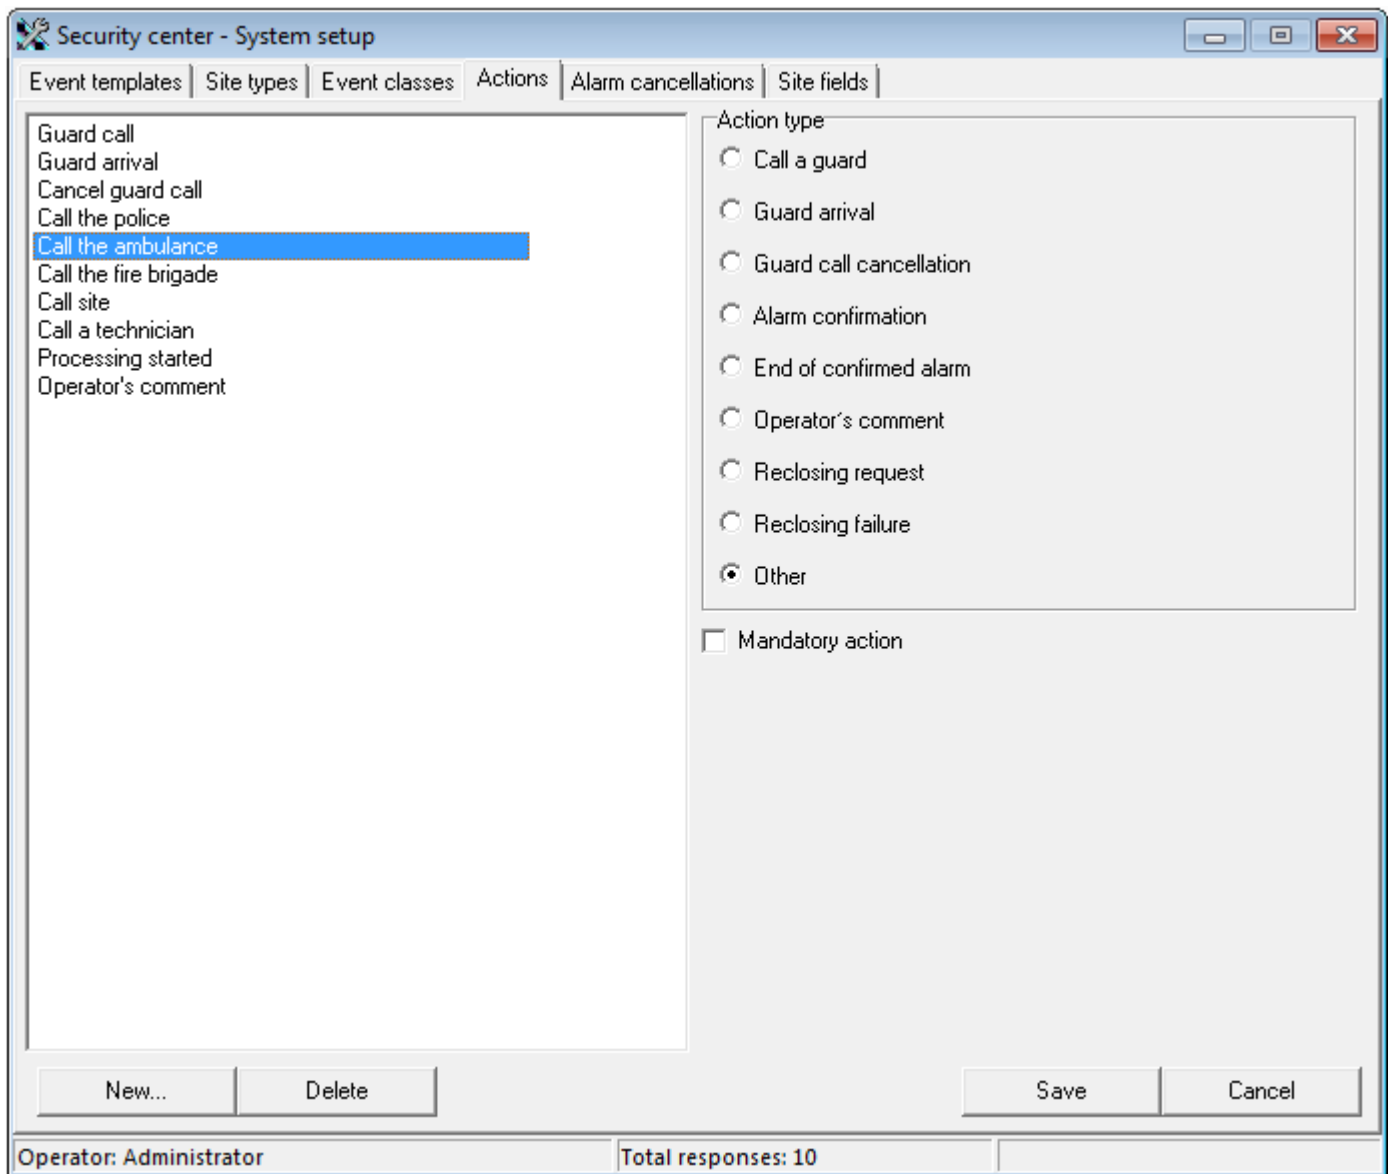 Security center - System setup
Event templates
Site types
Event classes
Actions
Alarm cancellations
Site fields
Guard call
Guard arrival
Cancel guard call
Call the police
Call the ambulance
Call the fire brigade
Call site
Call a technician
Processing started
Operator's comment
Action type
Call a guard
Guard arrival
Guard call cancellation
Alarm confirmation
End of confirmed alarm
Operator´s comment
Reclosing request
Reclosing failure
Other
Mandatory action
New...
Delete
Save
Cancel
Operator: Administrator
Total responses: 10